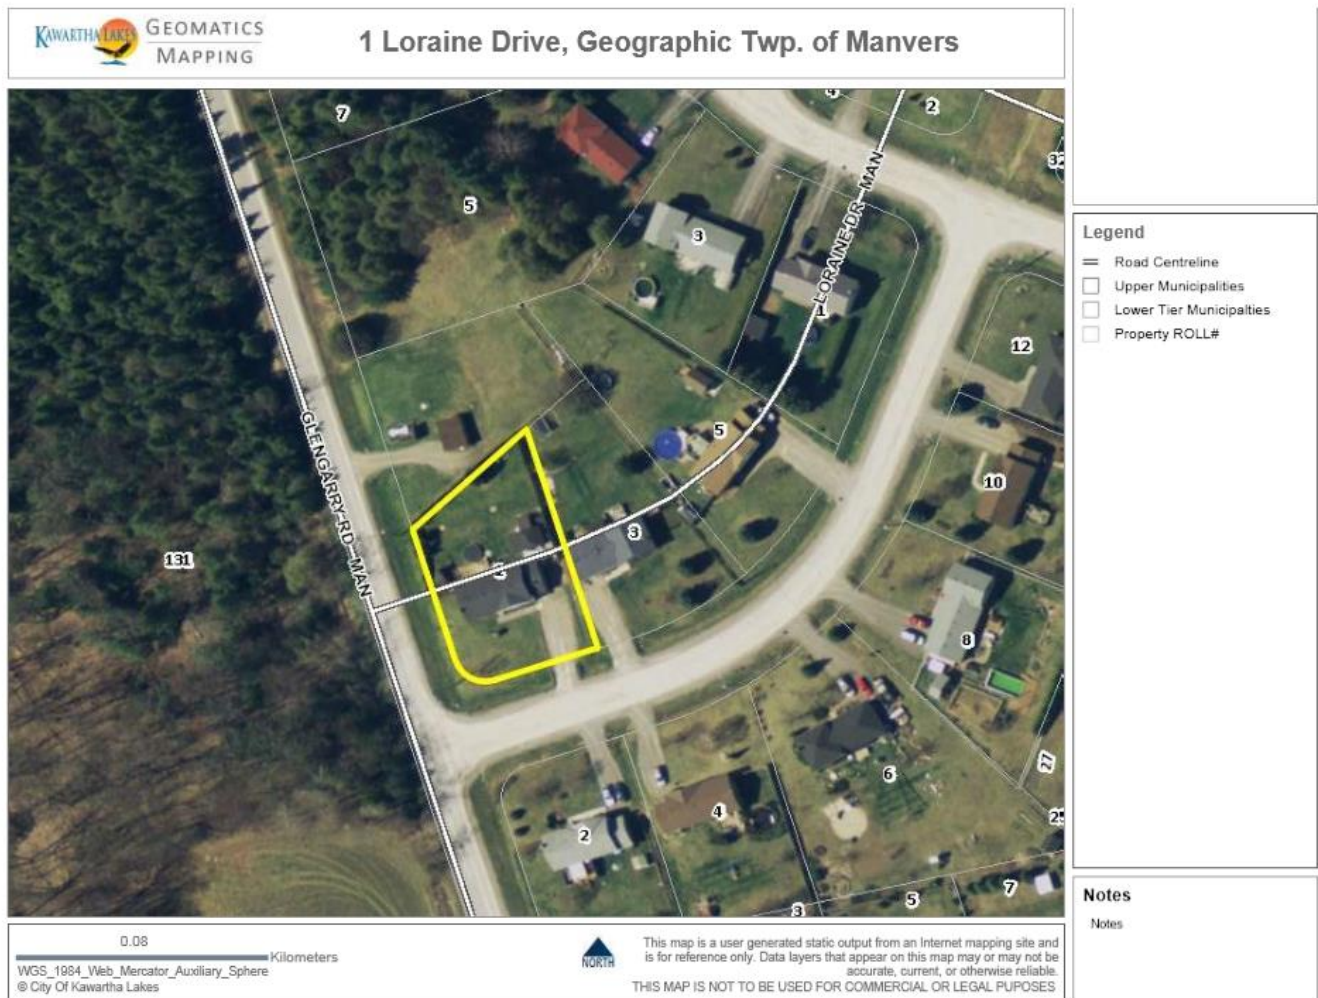 KAWARTHA LAKES
GEOMATICS
MAPPING
1 Loraine Drive, Geographic Twp. of Manvers
7
4
2
32
5
3
LORAINE DR - MAN
1
12
GLENGARRY RD - MAN
5
10
131
3
1
8
6
27
4
2
25
7
5
3
Legend
Road Centreline
Upper Municipalities
Lower Tier Municipalties
Property ROLL#
Notes
Notes
0.08
Kilometers
WGS_1984_Web_Mercator_Auxiliary_Sphere
© City Of Kawartha Lakes
NORTH
This map is a user generated static output from an Internet mapping site and
is for reference only. Data layers that appear on this map may or may not be
accurate, current, or otherwise reliable.
THIS MAP IS NOT TO BE USED FOR COMMERCIAL OR LEGAL PUPOSES